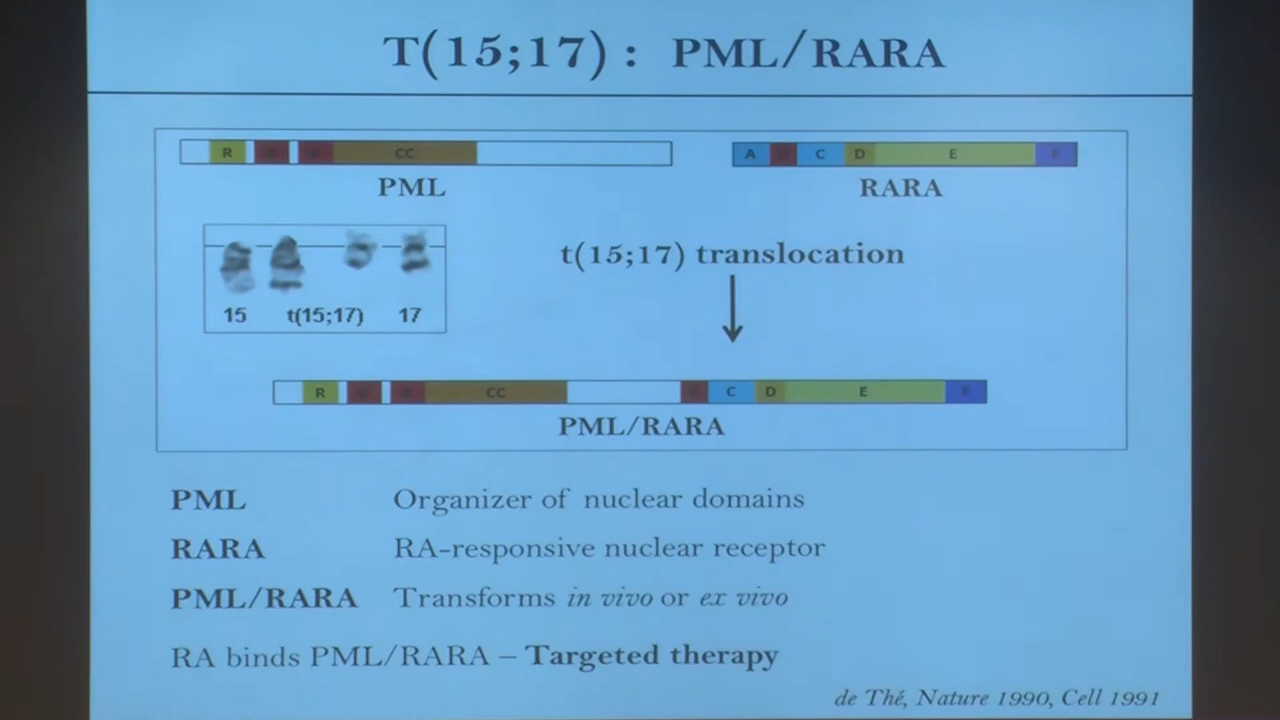 T(15;17) : PML/RARA
R CC A C D E F
PML RARA
t(15;17) translocation
15 t(15;17) 17
R CC C D E F
PML/RARA
PML Organizer of nuclear domains
RARA RA-responsive nuclear receptor
PML/RARA Transforms in vivo or ex vivo
RA binds PML/RARA – Targeted therapy
de Thé, Nature 1990, Cell 1991